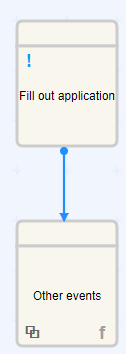 !
Fill out application
Other events
f